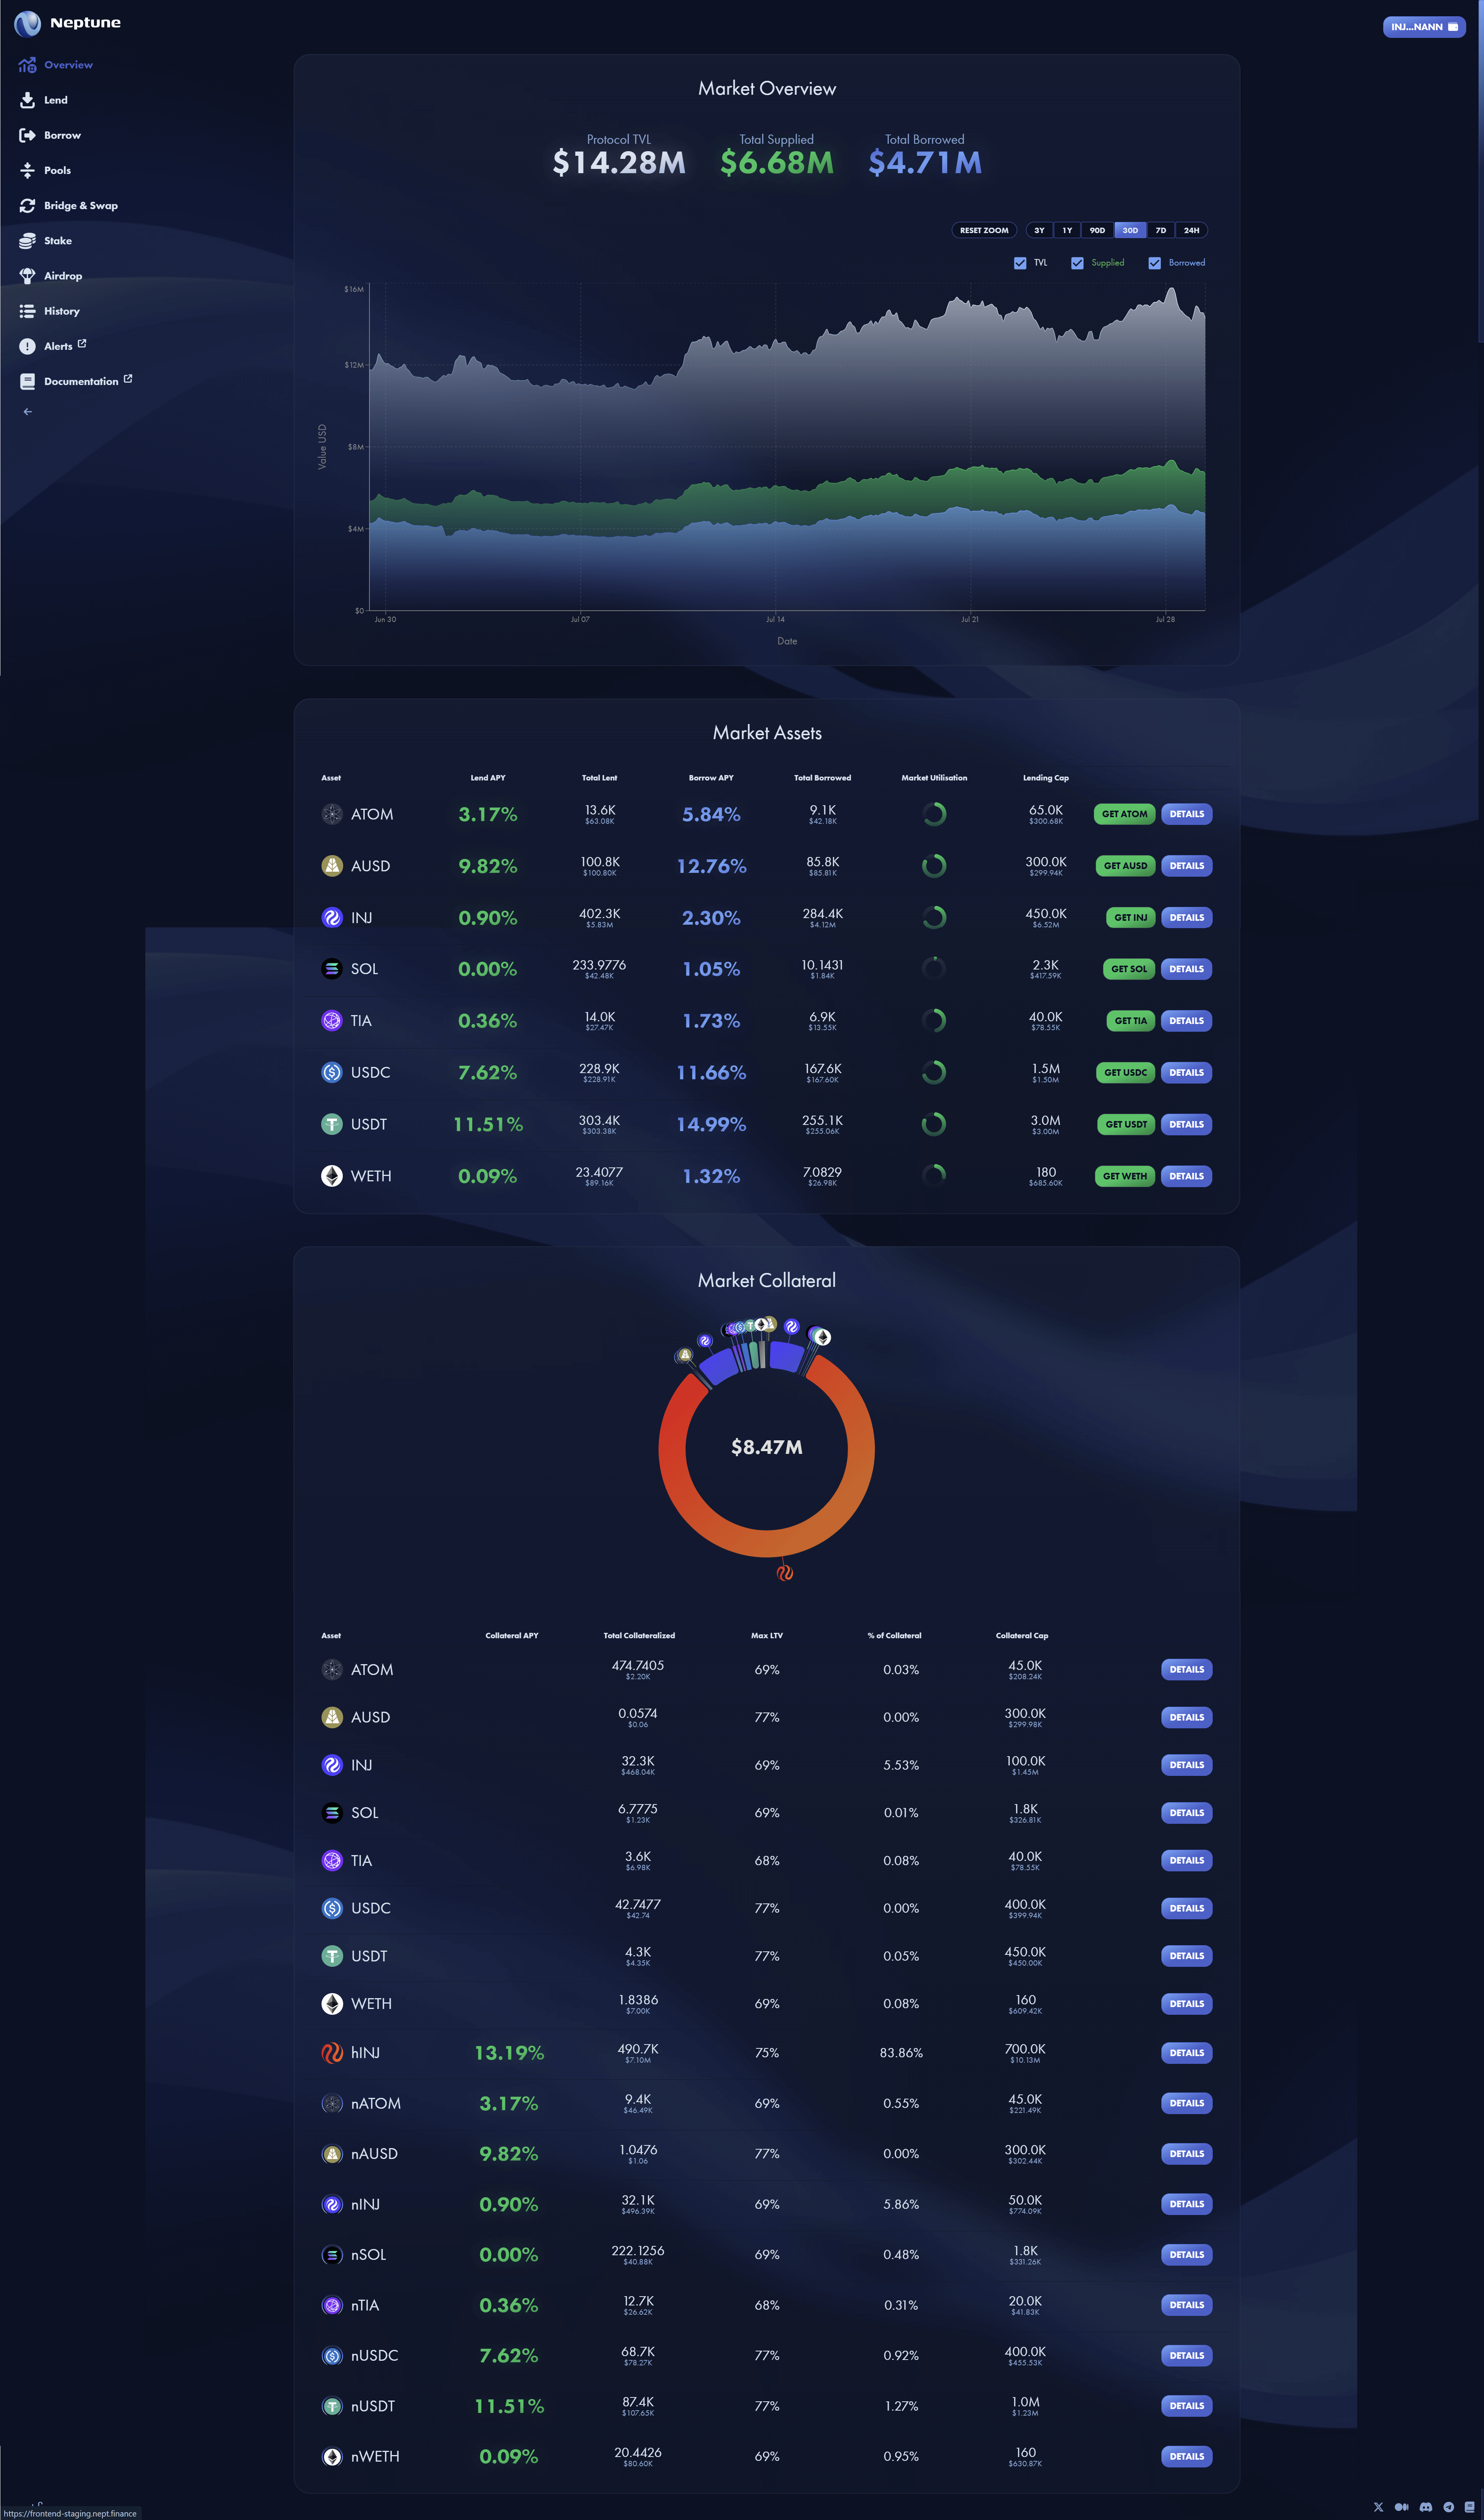 Neptune
INJ...NANN
Overview
Lend
Borrow
Pools
Bridge & Swap
Stake
Airdrop
History
Alerts
Documentation
Market Overview
Protocol TVL Total Supplied Total Borrowed
$14.28M $6.68M $4.71M
RESET ZOOM 3Y 1Y 90D 30D 7D 24H
TVL Supplied Borrowed
$16M
$12M
$8M
$4M
$0
Value USD
Jun 30 Jul 07 Jul 14 Jul 21 Jul 28
Date
Market Assets
Asset Lend APY Total Lent Borrow APY Total Borrowed Market Utilisation Lending Cap
ATOM 3.17% 13.6K 5.84% 9.1K 65.0K GET ATOM DETAILS
$63.08K $42.18K $300.68K
AUSD 9.82% 100.8K 12.76% 85.8K 300.0K GET AUSD DETAILS
$100.80K $85.81K $299.94K
INJ 0.90% 402.3K 2.30% 284.4K 450.0K GET INJ DETAILS
$5.83M $4.12M $6.52M
SOL 0.00% 233.9776 1.05% 10.1431 2.3K GET SOL DETAILS
$42.48K $1.84K $417.59K
TIA 0.36% 14.0K 1.73% 6.9K 40.0K GET TIA DETAILS
$27.47K $13.55K $78.55K
USDC 7.62% 228.9K 11.66% 167.6K 1.5M GET USDC DETAILS
$228.91K $167.60K $1.50M
USDT 11.51% 303.4K 14.99% 255.1K 3.0M GET USDT DETAILS
$303.38K $255.06K $3.00M
WETH 0.09% 23.4077 1.32% 7.0829 180 GET WETH DETAILS
$89.16K $26.98K $685.60K
Market Collateral
$8.47M
Asset Collateral APY Total Collateralized Max LTV % of Collateral Collateral Cap
ATOM 474.7405 69% 0.03% 45.0K DETAILS
$2.20K $208.24K
AUSD 0.0574 77% 0.00% 300.0K DETAILS
$0.06 $299.98K
INJ 32.3K 69% 5.53% 100.0K DETAILS
$468.04K $1.45M
SOL 6.7775 69% 0.01% 1.8K DETAILS
$1.23K $326.81K
TIA 3.6K 68% 0.08% 40.0K DETAILS
$6.98K $78.55K
USDC 42.7477 77% 0.00% 400.0K DETAILS
$42.74 $399.94K
USDT 4.3K 77% 0.05% 450.0K DETAILS
$4.35K $450.00K
WETH 1.8386 69% 0.08% 160 DETAILS
$7.00K $609.42K
hINJ 13.19% 490.7K 75% 83.86% 700.0K DETAILS
$7.10M $10.13M
nATOM 3.17% 9.4K 69% 0.55% 45.0K DETAILS
$46.49K $221.49K
nAUSD 9.82% 1.0476 77% 0.00% 300.0K DETAILS
$1.06 $302.44K
nINJ 0.90% 32.1K 69% 5.86% 50.0K DETAILS
$496.39K $774.09K
nSOL 0.00% 222.1256 69% 0.48% 1.8K DETAILS
$40.88K $331.26K
nTIA 0.36% 12.7K 68% 0.31% 20.0K DETAILS
$26.62K $41.83K
nUSDC 7.62% 68.7K 77% 0.92% 400.0K DETAILS
$78.27K $455.53K
nUSDT 11.51% 87.4K 77% 1.27% 1.0M DETAILS
$107.65K $1.23M
nWETH 0.09% 20.4426 69% 0.95% 160 DETAILS
$80.60K $630.87K
https://frontend-staging.nept.finance